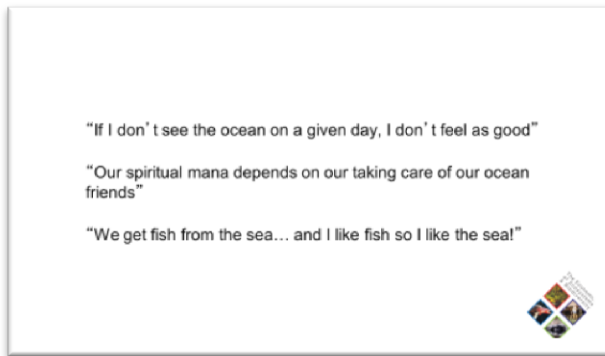 “If I don’t see the ocean on a given day, I don’t feel as good”
“Our spiritual mana depends on our taking care of our ocean
friends”
“We get fish from the sea... and I like fish so I like the sea!”